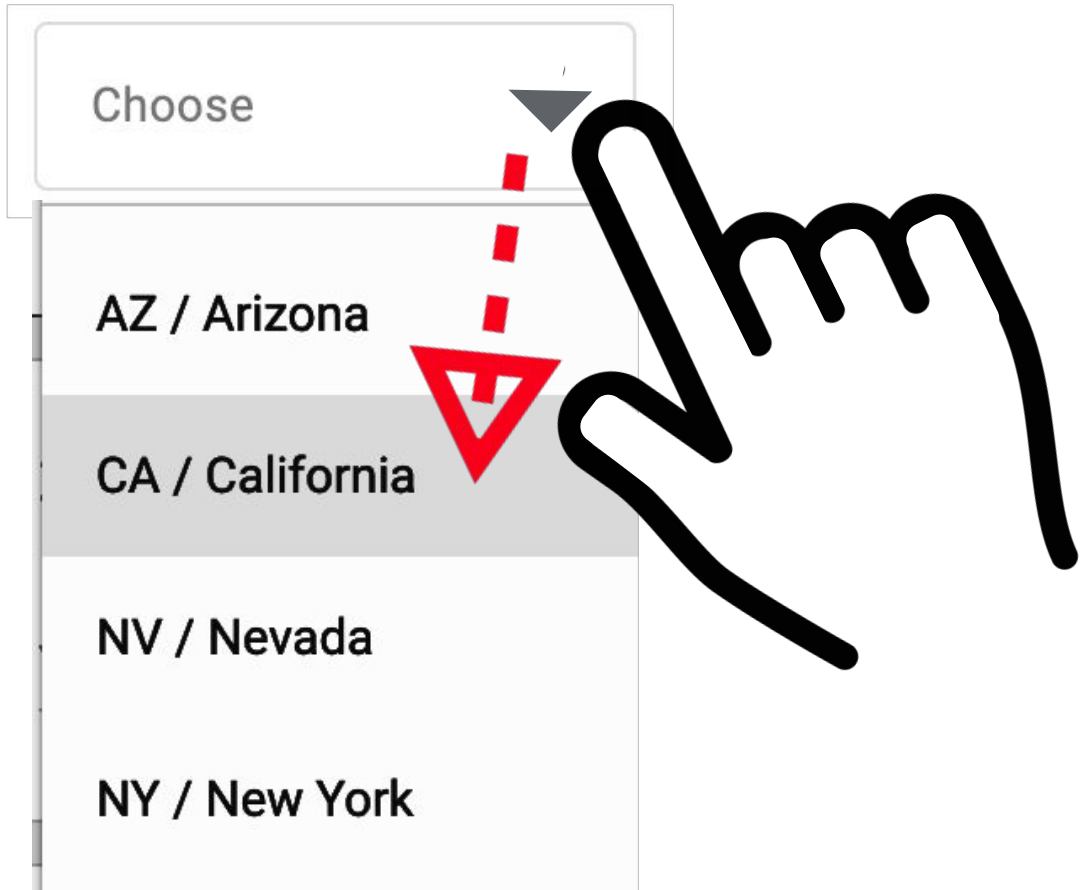 Choose
AZ / Arizona
CA / California
NV / Nevada
NY / New York